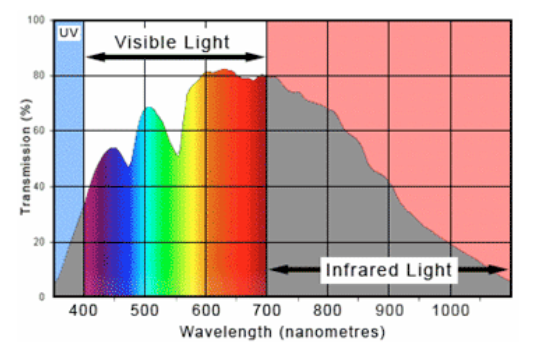 100
UV
Visible Light
80
60
40
20
0
Transmission (%)
Infrared Light
400 500 600 700 800 900 1000
Wavelength (nanometres)